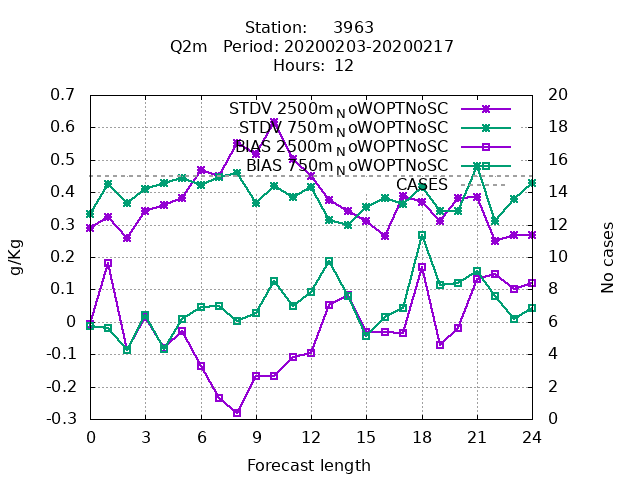 Station: 3963
Q2m Period: 20200203-20200217
Hours: 12
STDV 2500m_NoWOPTNoSC
STDV 750m_NoWOPTNoSC
BIAS 2500m_NoWOPTNoSC
BIAS 750m_NoWOPTNoSC
CASES
0.7
0.6
0.5
0.4
0.3
0.2
0.1
0
-0.1
-0.2
-0.3
g/Kg
20
18
16
14
12
10
8
6
4
2
0
No cases
0 3 6 9 12 15 18 21 24
Forecast length